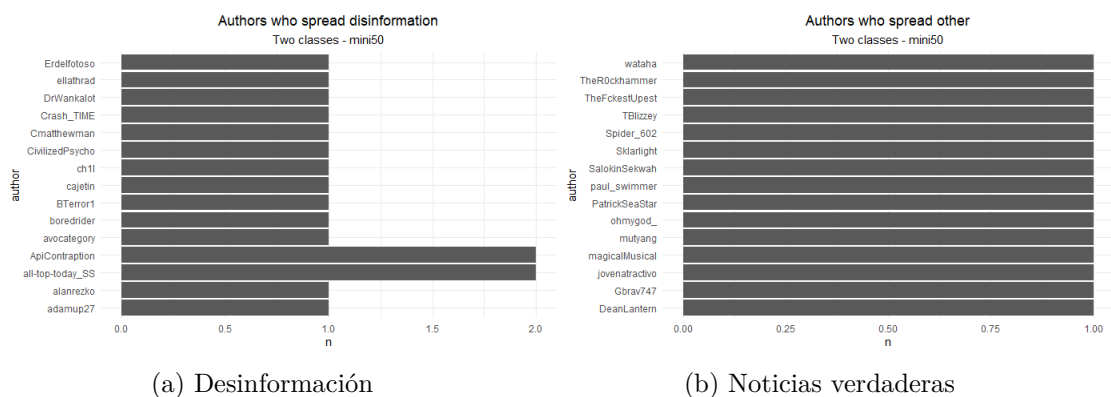 Authors who spread disinformation
Two classes - mini50
author
Erdelfotoso
ellathrad
DrWankalot
Crash_TIME
Cmatthewman
CivilizedPsycho
ch1l
cajetin
BTerror1
boredrider
avocategory
ApiContraption
all-top-today_SS
alanrezko
adamup27
0.0 0.5 1.0 1.5 2.0
n
(a) Desinformación
Authors who spread other
Two classes - mini50
author
wataha
TheR0ckhammer
TheFckestUpest
TBlizzey
Spider_602
Sklarlight
SalokinSekwah
paul_swimmer
PatrickSeaStar
ohmygod_
mutyang
magicalMusical
jovenatractivo
Gbrav747
DeanLantern
0.00 0.25 0.50 0.75 1.00
n
(b) Noticias verdaderas